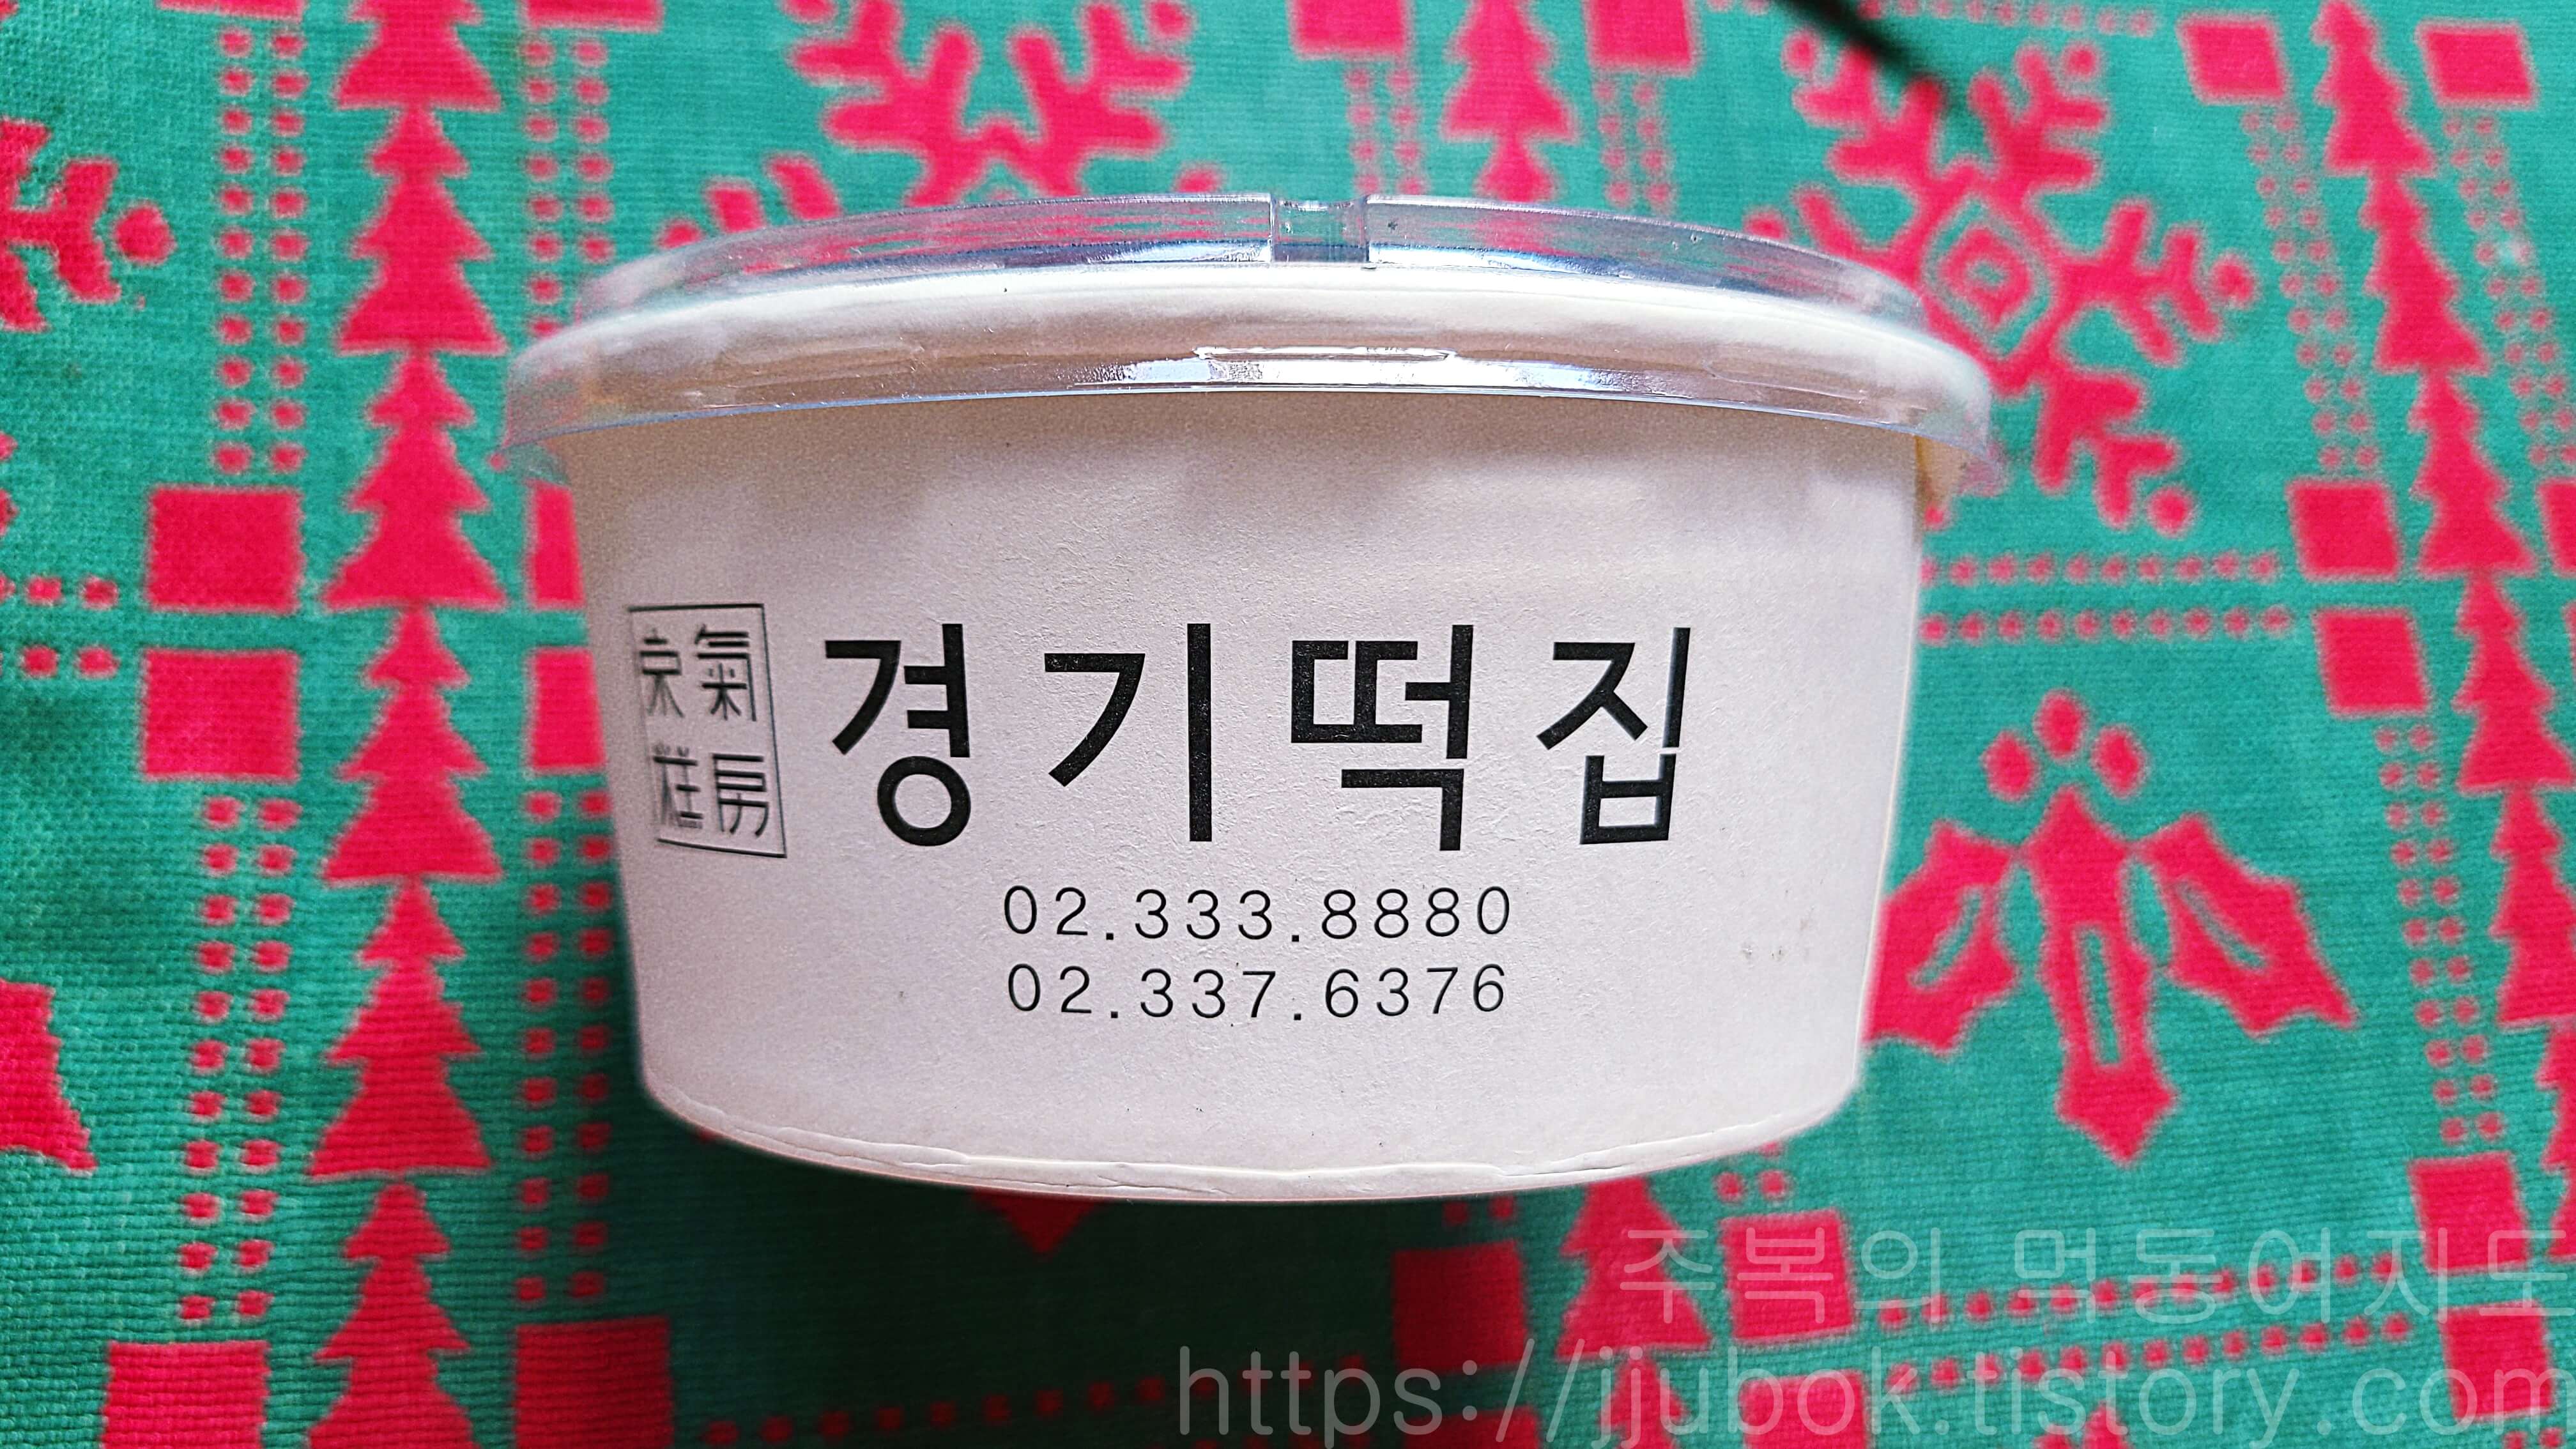 京氣
粧房
경기떡집
02.333.8880
02.337.6376
주복의 먹동여지도
https://jjubok.tistory.com